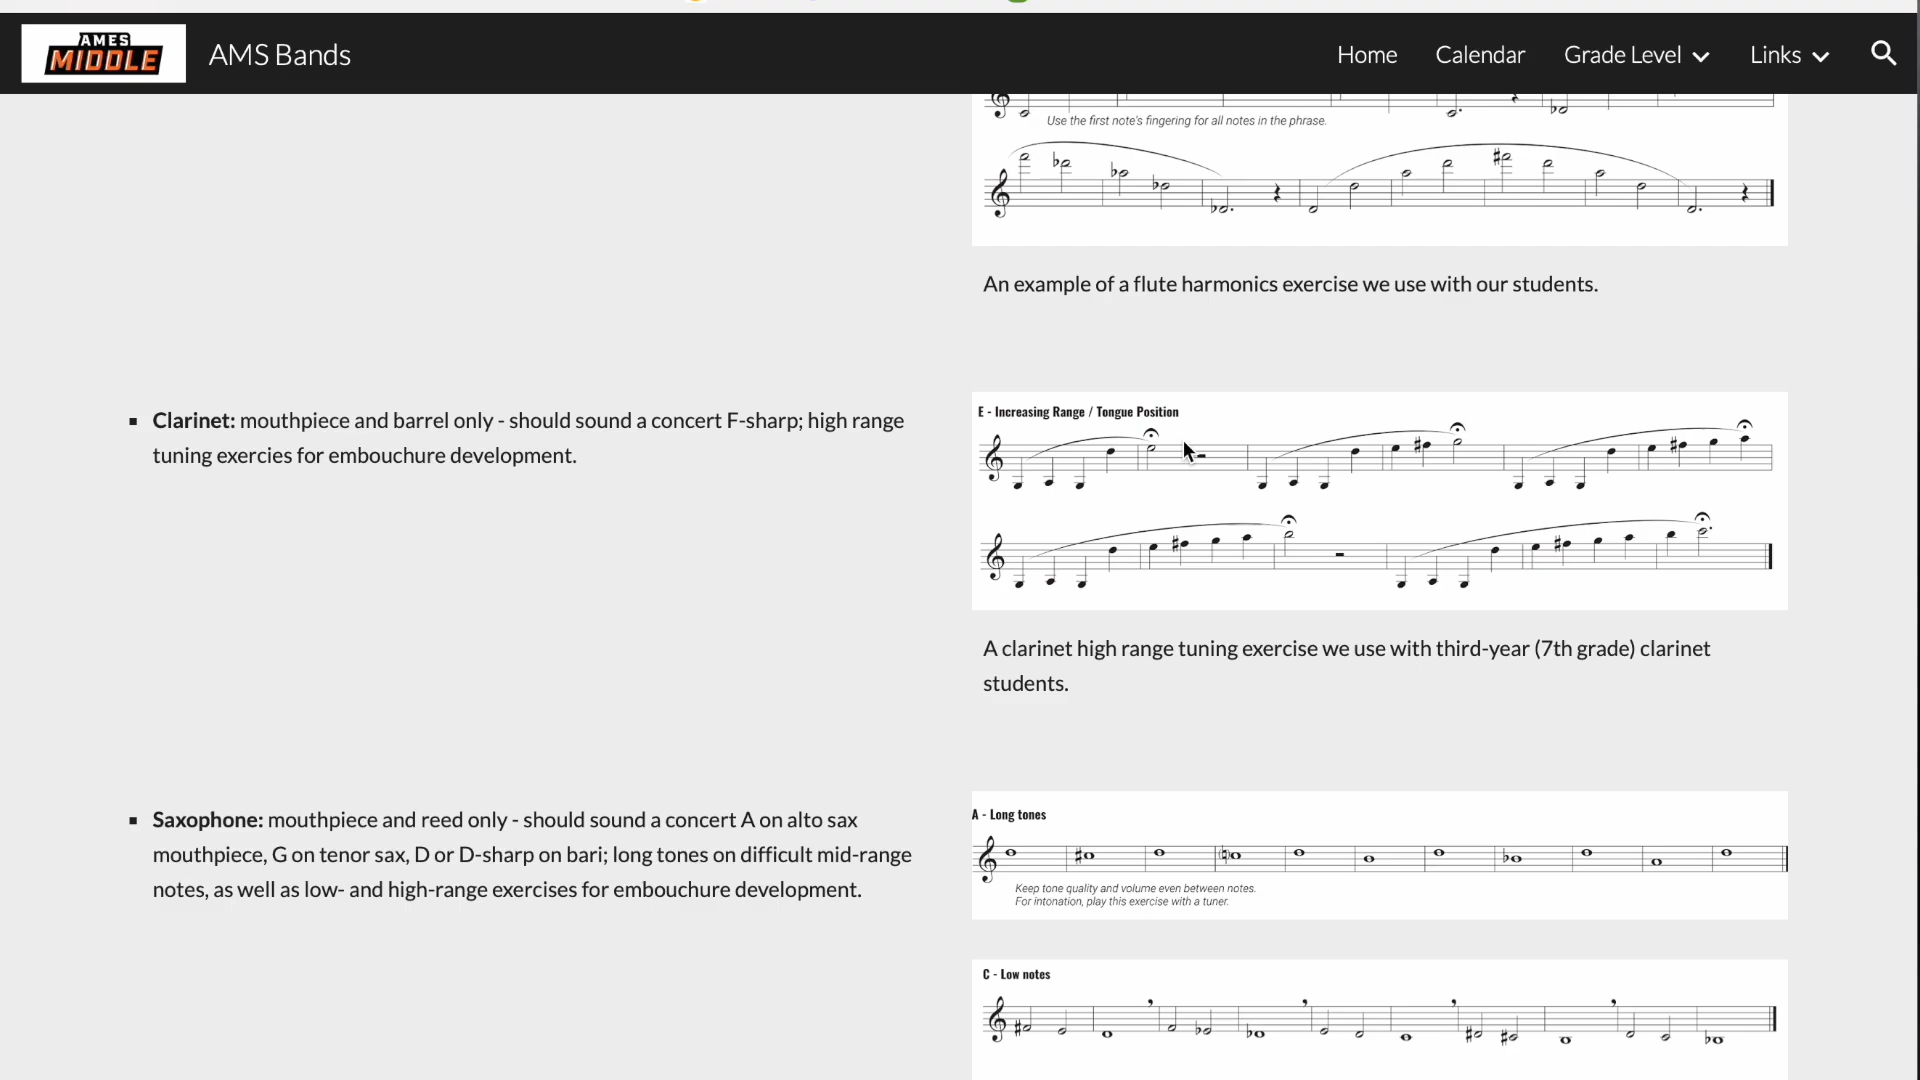 AMES
MIDDLE
AMS Bands
Home
Calendar
Grade Level
Links
Use the first note's fingering for all notes in the phrase.
An example of a flute harmonics exercise we use with our students.
▪ Clarinet: mouthpiece and barrel only - should sound a concert F-sharp; high range
tuning exercies for embouchure development.
E - Increasing Range / Tongue Position
A clarinet high range tuning exercise we use with third-year (7th grade) clarinet
students.
▪ Saxophone: mouthpiece and reed only - should sound a concert A on alto sax
mouthpiece, G on tenor sax, D or D-sharp on bari; long tones on difficult mid-range
notes, as well as low- and high-range exercises for embouchure development.
A - Long tones
Keep tone quality and volume even between notes.
For intonation, play this exercise with a tuner.
C - Low notes